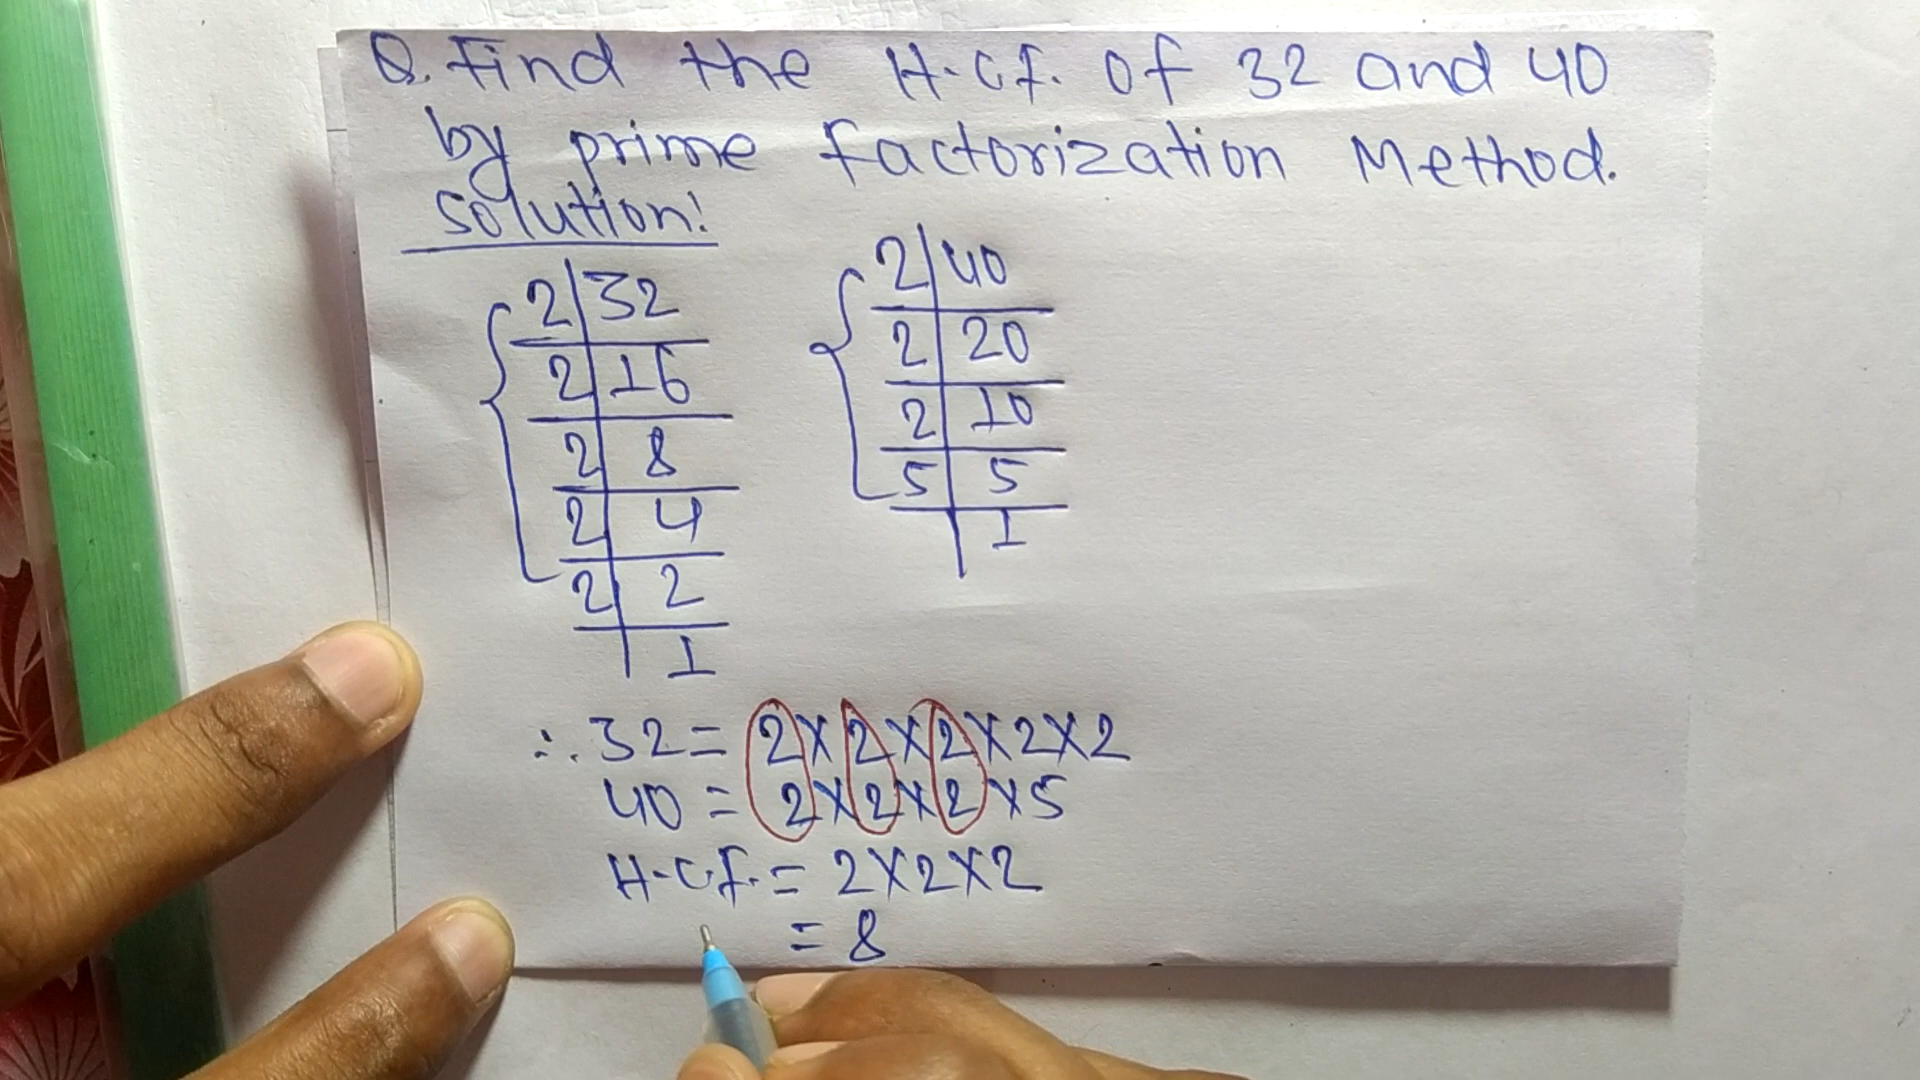 Q. Find the H.C.F. of 32 and 40
by prime factorization Method.
Solution:
2 | 32
2 | 16
2 | 8
2 | 4
2 | 2
| 1
2 | 40
2 | 20
2 | 10
5 | 5
| 1
∴ 32 = 2×2×2×2×2
40 = 2×2×2×5
H.C.F. = 2×2×2
= 8